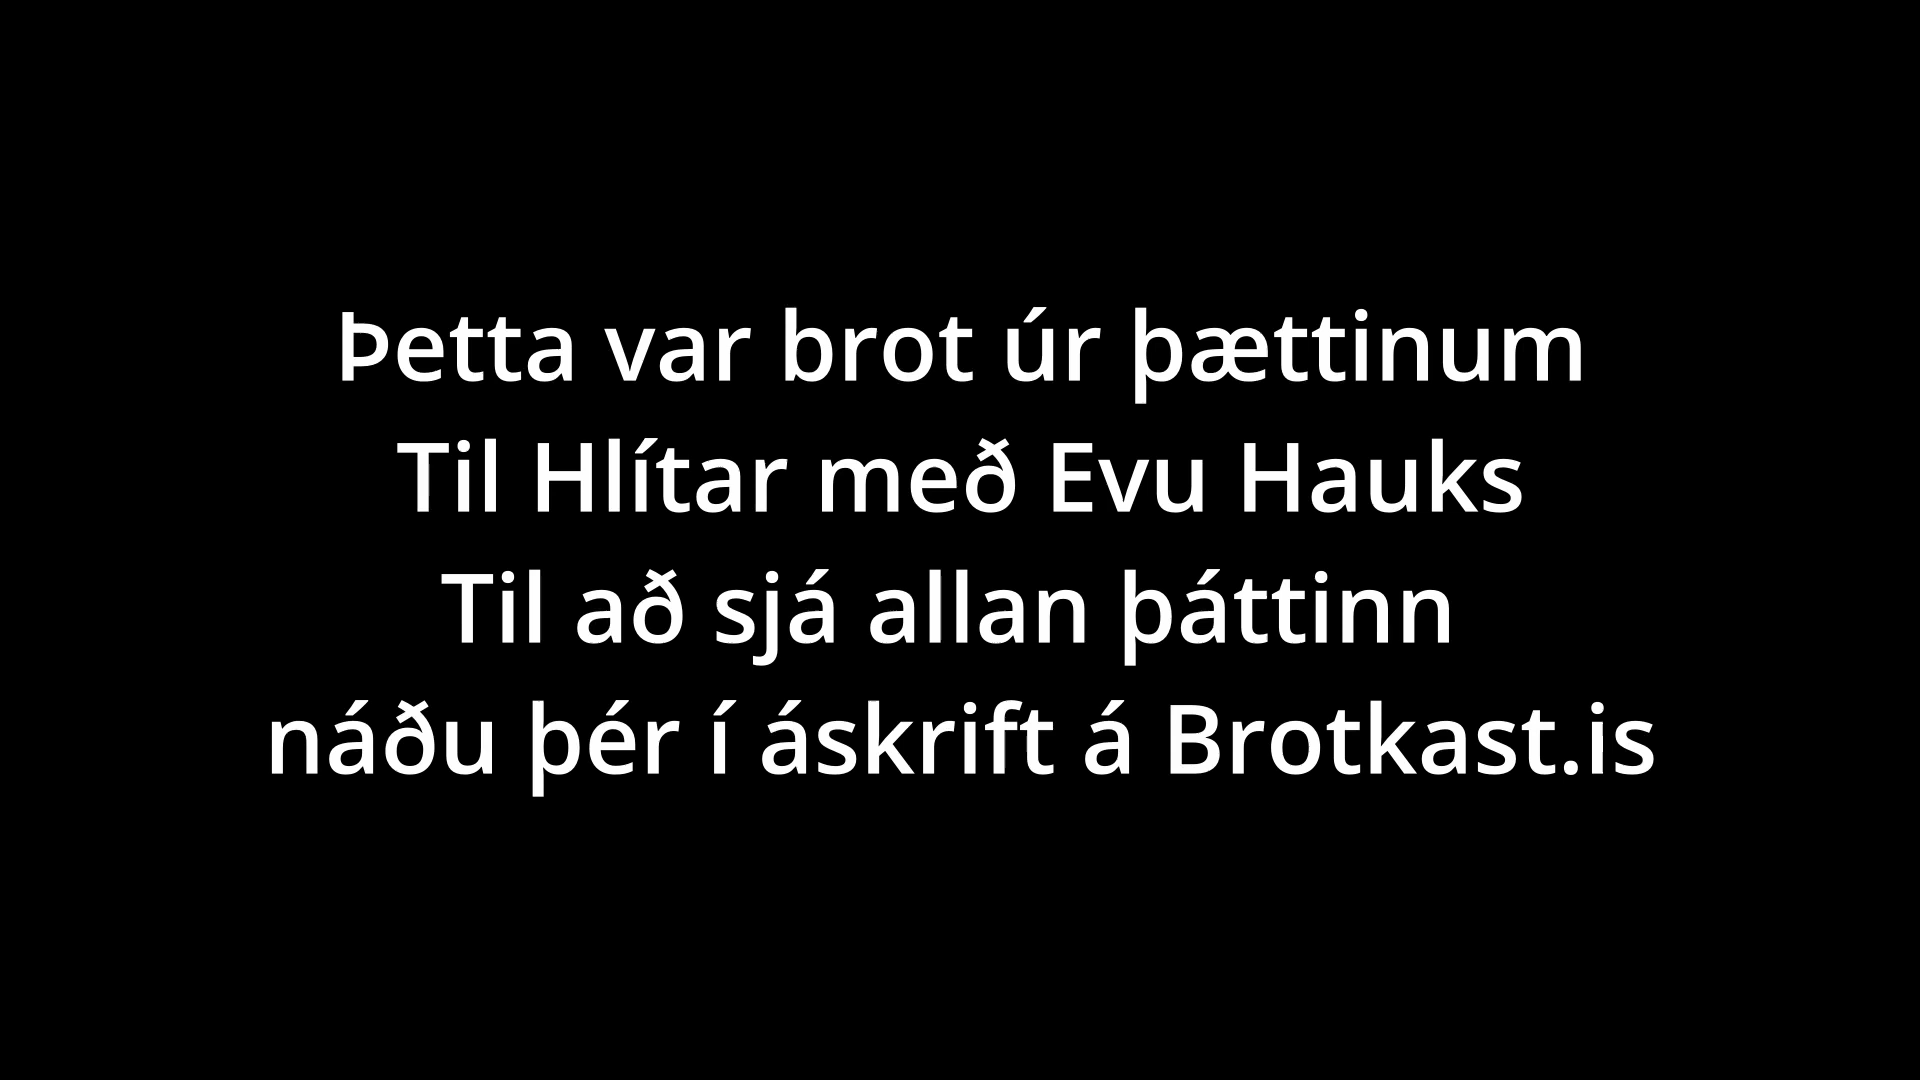 Þetta var brot úr þættinum
Til Hlítar með Evu Hauks
Til að sjá allan þáttinn
náðu þér í áskrift á Brotkast.is